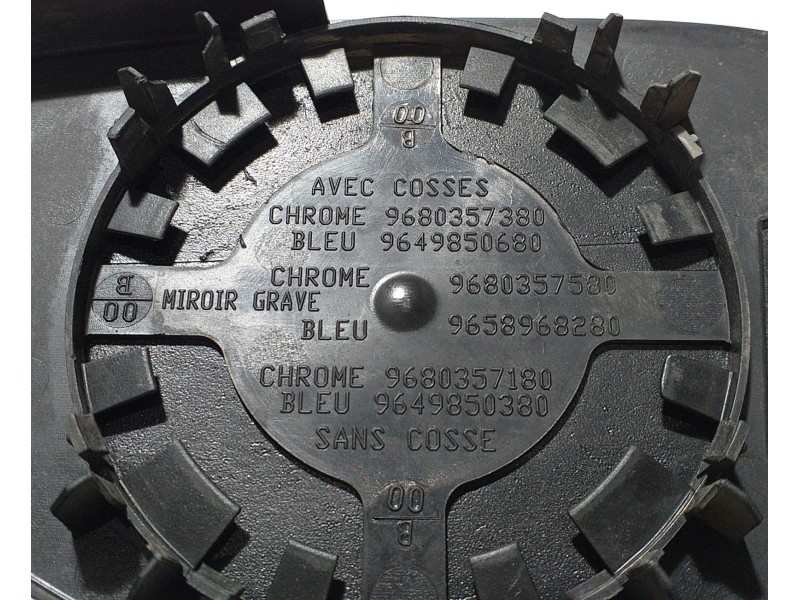 00
B
AVEC COSSES
CHROME 9680357380
BLEU 9649850680
CHROME 9680357580
B
00
MIROIR GRAVE
BLEU 9658968280
CHROME 9680357180
BLEU 9649850380
SANS COSSE
00
B